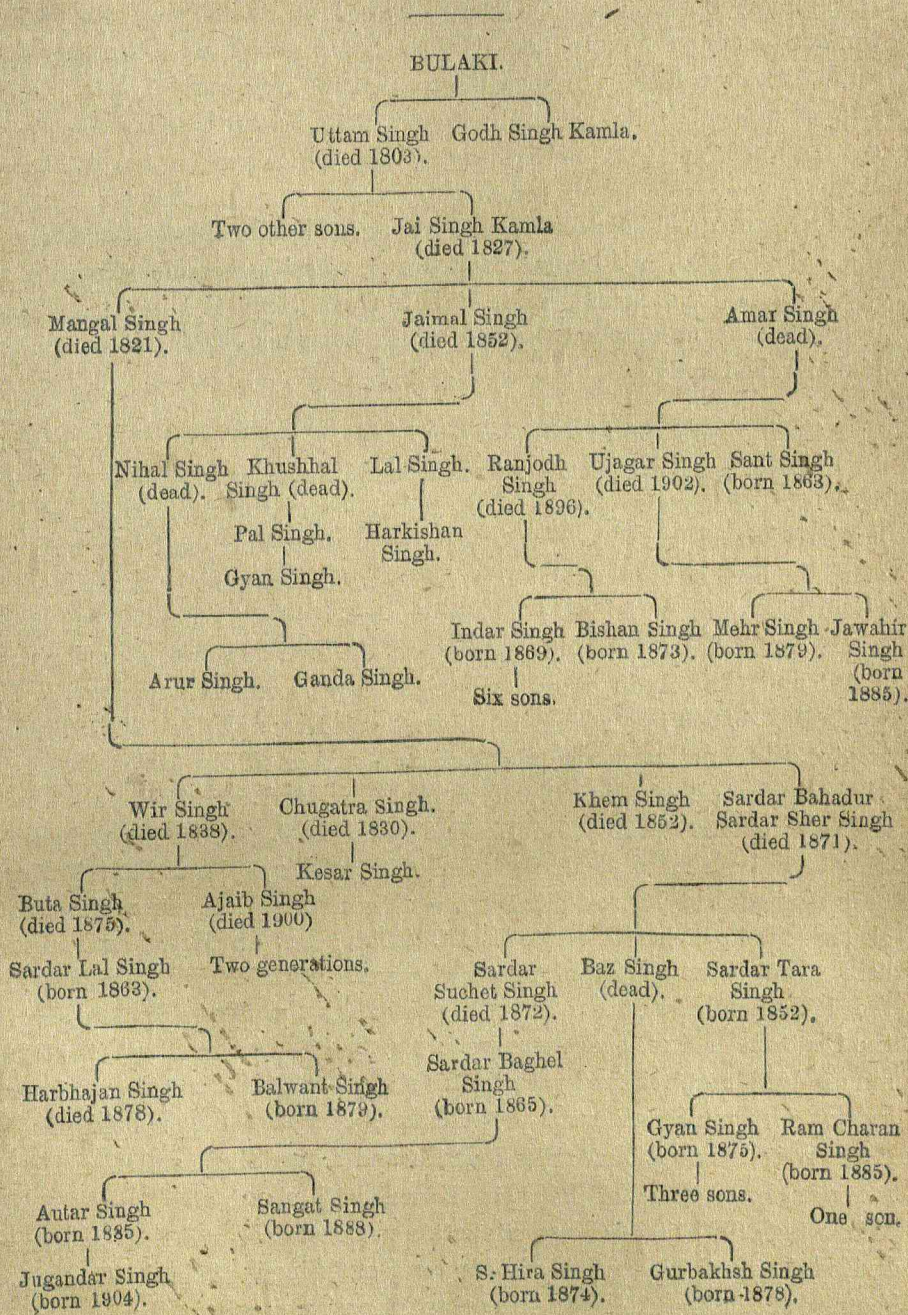 BULAKI.
Uttam Singh Godh Singh Kamla.
(died 1803).
Two other sons. Jai Singh Kamla
(died 1827).
Mangal Singh Jaimal Singh Amar Singh
(died 1821). (died 1852). (dead).
Nihal Singh Khushhal Lal Singh. Ranjodh Ujagar Singh Sant Singh
(dead). Singh (dead). Singh (died 1902). (born 1863).
(died 1896).
Pal Singh. Harkishan
Singh.
Gyan Singh.
Indar Singh Bishan Singh Mehr Singh Jawahir
(born 1869). (born 1873). (born 1879). Singh
(born
1885).
Arur Singh. Ganda Singh. Six sons.
Wir Singh Chugatra Singh. Khem Singh Sardar Bahadur
(died 1838). (died 1830). (died 1852). Sardar Sher Singh
(died 1871).
Kesar Singh.
Buta Singh Ajaib Singh
(died 1875). (died 1900)
Sardar Lal Singh Two generations. Sardar Baz Singh Sardar Tara
(born 1863). Suchet Singh (dead). Singh
(died 1872). (born 1852).
Harbhajan Singh Balwant Singh Sardar Baghel
(died 1878). (born 1879). Singh
(born 1865).
Gyan Singh Ram Charan
(born 1875). Singh
(born 1885).
Three sons. One son.
Autar Singh Sangat Singh
(born 1885). (born 1888)
Jugandar Singh S. Hira Singh Gurbakhsh Singh
(born 1904). (born 1874). (born 1878).